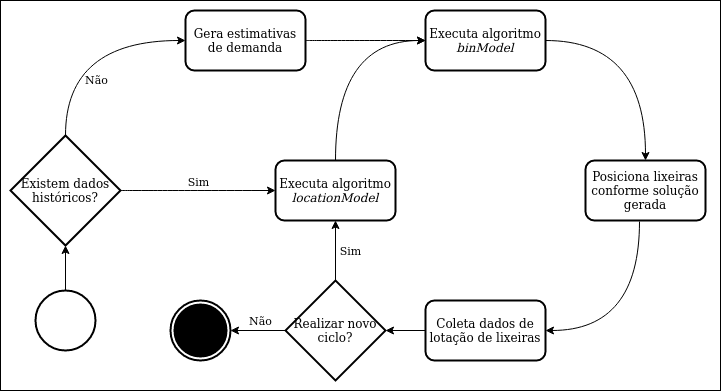 Gera estimativas
de demanda
Executa algoritmo
binModel
Não
Existem dados
históricos?
Sim
Executa algoritmo
locationModel
Posiciona lixeiras
conforme solução
gerada
Sim
Realizar novo
ciclo?
Não
Coleta dados de
lotação de lixeiras